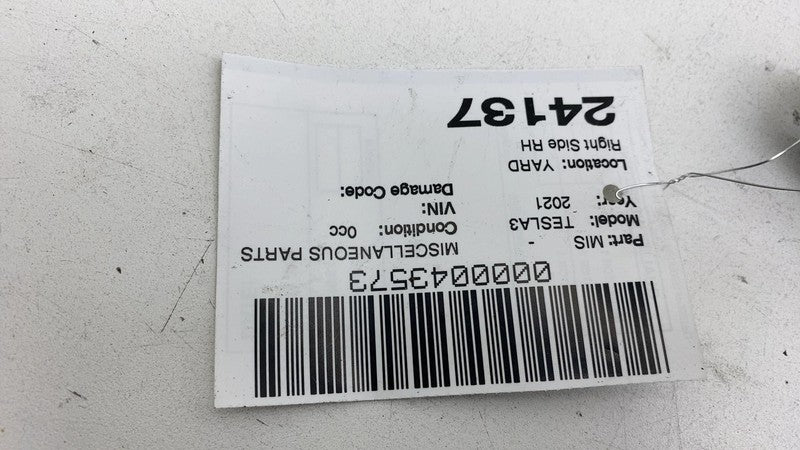 0000043573
Part: MIS - MISCELLANEOUS PARTS
Model: TESLA3 Condition: 0cc
Year: 2021 VIN:
Damage Code:
Location: YARD
Right Side RH
24137